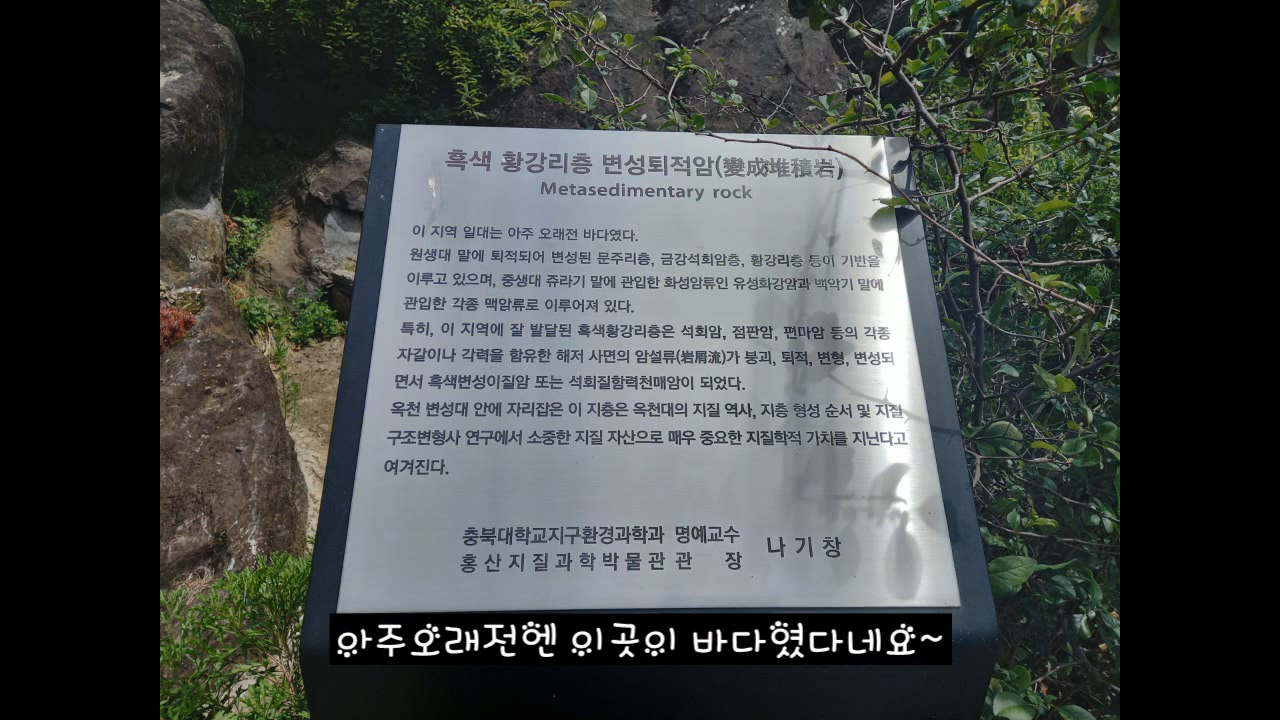 흑색 황강리층 변성퇴적암(變成堆積岩)
Metasedimentary rock
이 지역 일대는 아주 오래전 바다였다.
원생대 말에 퇴적되어 변성된 문주리층, 금강석회암층, 황강리층 등이 기반을
이루고 있으며, 중생대 쥬라기 말에 관입한 화성암류인 유성화강암과 백악기 말에
관입한 각종 맥암류로 이루어져 있다.
특히, 이 지역에 잘 발달된 흑색황강리층은 석회암, 점판암, 편마암 등의 각종
자갈이나 각력을 함유한 해저 사면의 암설류(岩屑流)가 붕괴, 퇴적, 변형, 변성되
면서 흑색변성이질암 또는 석회질함력천매암이 되었다.
옥천 변성대 안에 자리잡은 이 지층은 옥천대의 지질 역사, 지층 형성 순서 및 지질
구조변형사 연구에서 소중한 지질 자산으로 매우 중요한 지질학적 가치를 지닌다고
여겨진다.
충북대학교지구환경과학과 명예교수
홍산지질과학박물관 관 장 나기창
아주오래전엔 이곳이 바다였다네요~